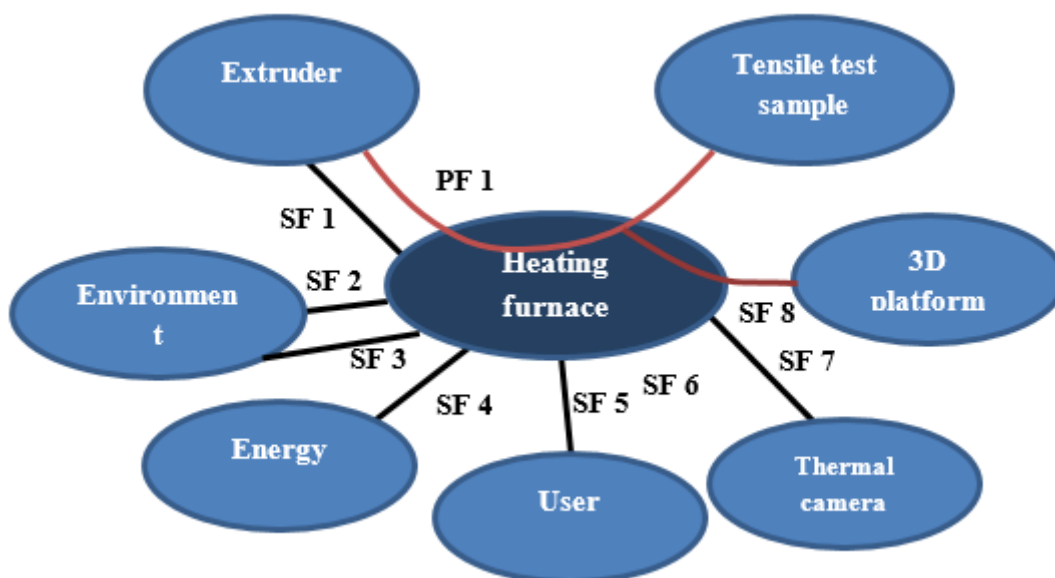 Extruder
Tensile test
sample
PF 1
SF 1
Heating
furnace
3D
platform
SF 2
Environmen
t
SF 8
SF 3
SF 7
SF 6
SF 4
SF 5
Energy
User
Thermal
camera